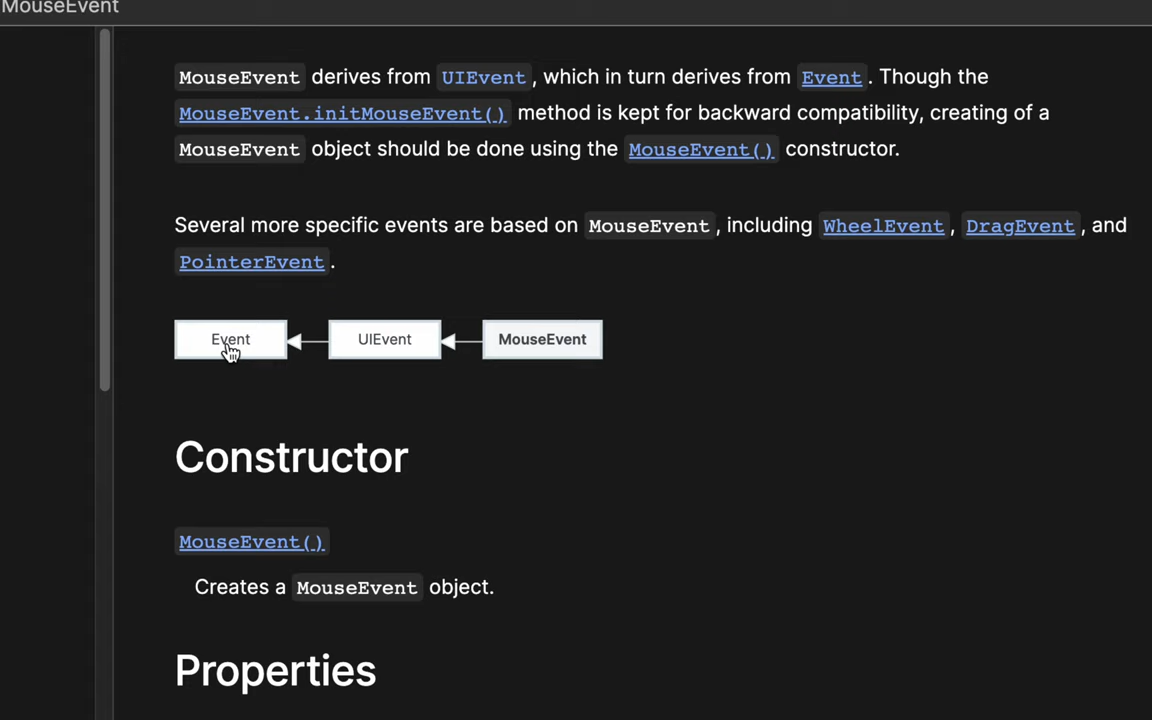 MouseEvent
MouseEvent derives from UIEvent, which in turn derives from Event. Though the
MouseEvent.initMouseEvent() method is kept for backward compatibility, creating of a
MouseEvent object should be done using the MouseEvent() constructor.
Several more specific events are based on MouseEvent, including WheelEvent, DragEvent, and
PointerEvent.
Event UIEvent MouseEvent
Constructor
MouseEvent()
Creates a MouseEvent object.
Properties